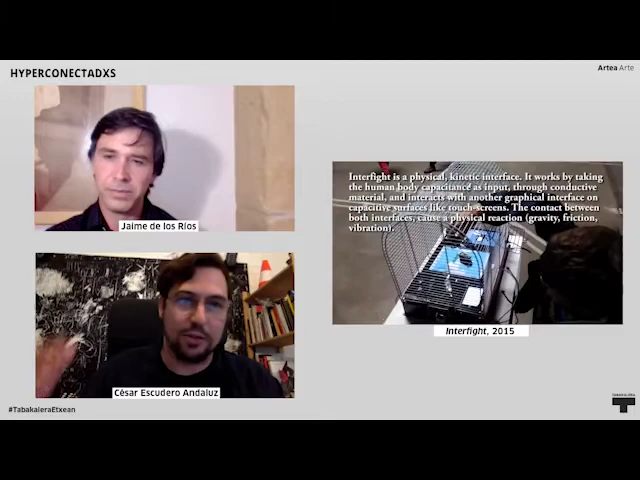 HYPERCONECTADXS
Artea Arte
Jaime de los Ríos
Interfight is a physical, kinetic interface. It works by taking
the human body capacitance as input, through conductive
material, and interacts with another graphical interface on
capacitive surfaces like touch-screens. The contact between
both interfaces, cause a physical reaction (gravity, friction,
vibration).
Interfight, 2015
César Escudero Andaluz
#TabakaleraEtxean
TABAKALERA